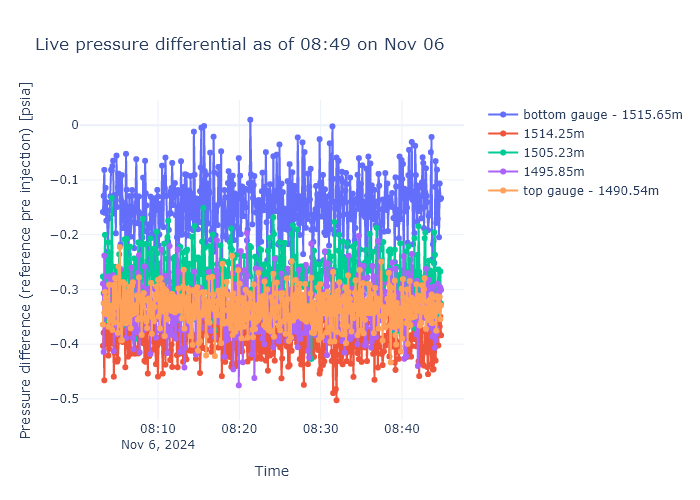 Live pressure differential as of 08:49 on Nov 06
Pressure difference (reference pre injection) [psia]
0
−0.1
−0.2
−0.3
−0.4
−0.5
08:10
Nov 6, 2024
08:20
08:30
08:40
Time
bottom gauge - 1515.65m
1514.25m
1505.23m
1495.85m
top gauge - 1490.54m